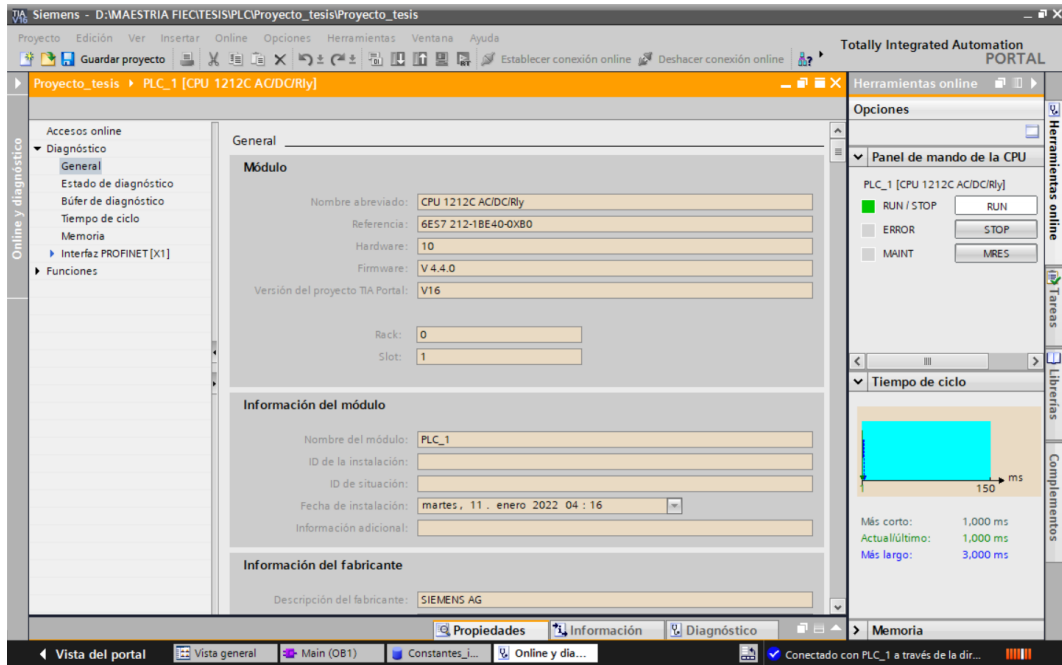 Siemens - D:\MAESTRIA FIEC\TESIS\PLC\Proyecto_tesis\Proyecto_tesis
Proyecto Edición Ver Insertar Online Opciones Herramientas Ventana Ayuda
Guardar proyecto
Establecer conexión online Deshacer conexión online
Totally Integrated Automation
PORTAL
Proyecto_tesis PLC_1 [CPU 1212C AC/DC/Rly]
Online y diagnóstico
Accesos online
Diagnóstico
General
Estado de diagnóstico
Búfer de diagnóstico
Tiempo de ciclo
Memoria
Interfaz PROFINET [X1]
Funciones
General
Módulo
Nombre abreviado: CPU 1212C AC/DC/Rly
Referencia: 6ES7 212-1BE40-0XB0
Hardware: 10
Firmware: V 4.4.0
Versión del proyecto TIA Portal: V16
Rack: 0
Slot: 1
Información del módulo
Nombre del módulo: PLC_1
ID de la instalación:
ID de situación:
Fecha de instalación: martes, 11. enero 2022 04:16
Información adicional:
Información del fabricante
Descripción del fabricante: SIEMENS AG
Propiedades Información Diagnóstico
Herramientas online
Opciones
Panel de mando de la CPU
PLC_1 [CPU 1212C AC/DC/Rly]
RUN / STOP RUN
ERROR STOP
MAINT MRES
Tiempo de ciclo
ms
150
Más corto: 1,000 ms
Actual/último: 1,000 ms
Más largo: 3,000 ms
Memoria
Herramientas online
Tareas
Librerías
Complementos
Vista del portal Vista general Main (OB1) Constantes_i... Online y dia... Conectado con PLC_1 a través de la dir...